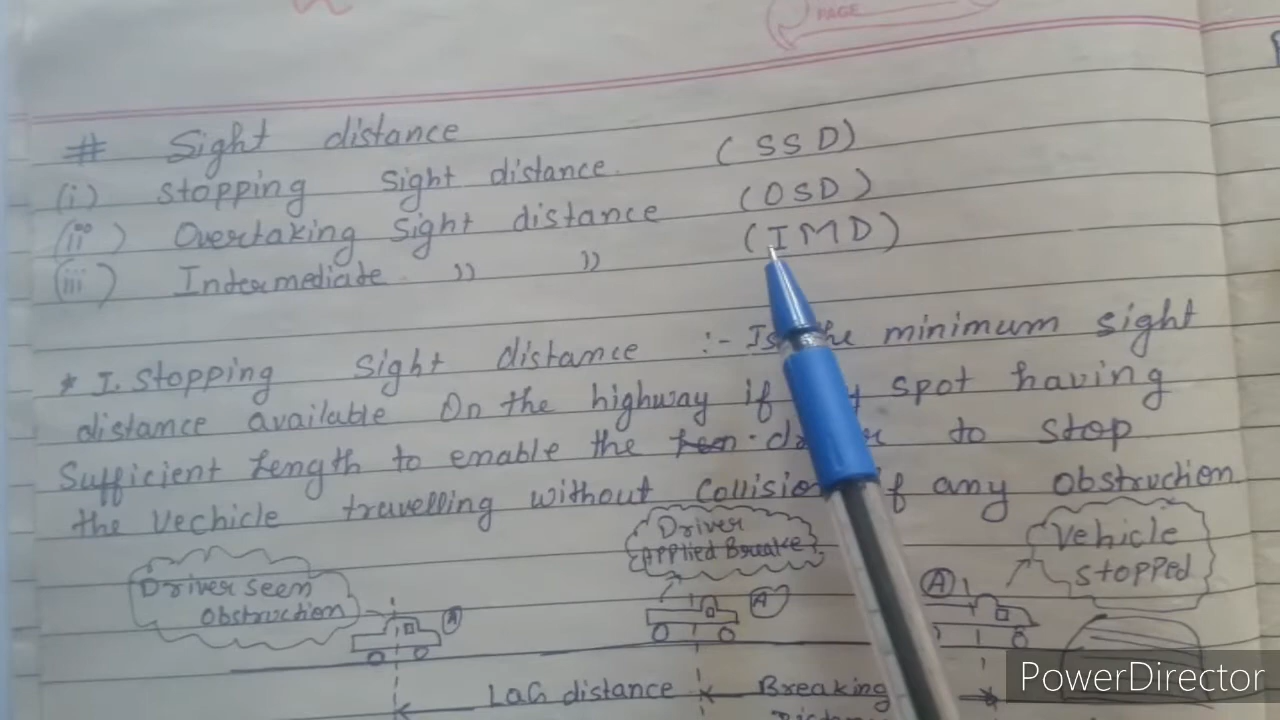 PAGE
# Sight distance
(i) Stopping Sight distance. (SSD)
(ii) Overtaking Sight distance (OSD)
(iii) Intermediate " " (IMD)
* I. Stopping Sight distance :- Is the minimum sight
distance available On the highway if spot having
Sufficient Length to enable the to stop
the Vechicle travelling without Collision if any Obstruction.
Driver Seen
Obstruction
A
Driver
Applied Breake
A
Vehicle
Stopped
A
LaG distance
Breaking
PowerDirector